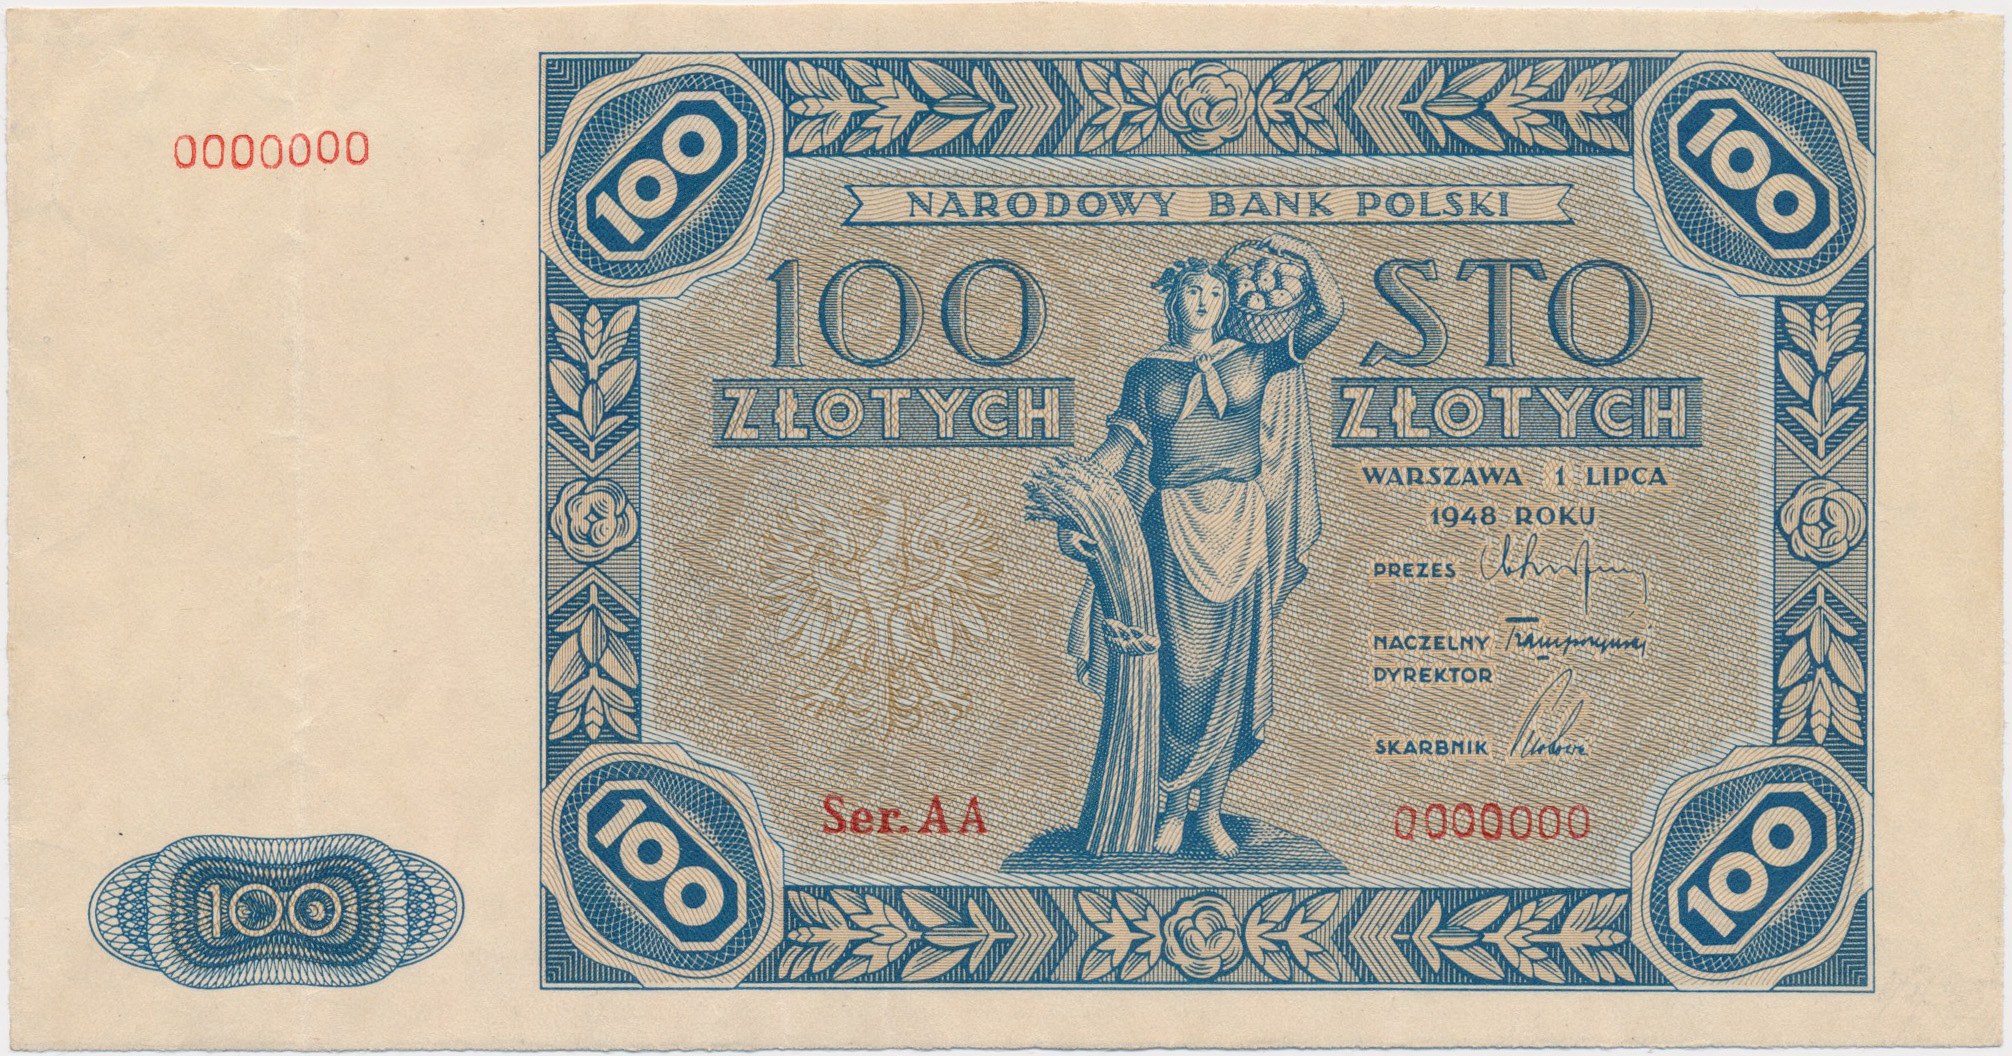 0000000
100
100
NARODOWY BANK POLSKI
100 STO
ZŁOTYCH ZŁOTYCH
WARSZAWA 1 LIPCA
1948 ROKU
PREZES
NACZELNY
DYREKTOR
SKARBNIK
Ser. AA 0000000
100
100
100